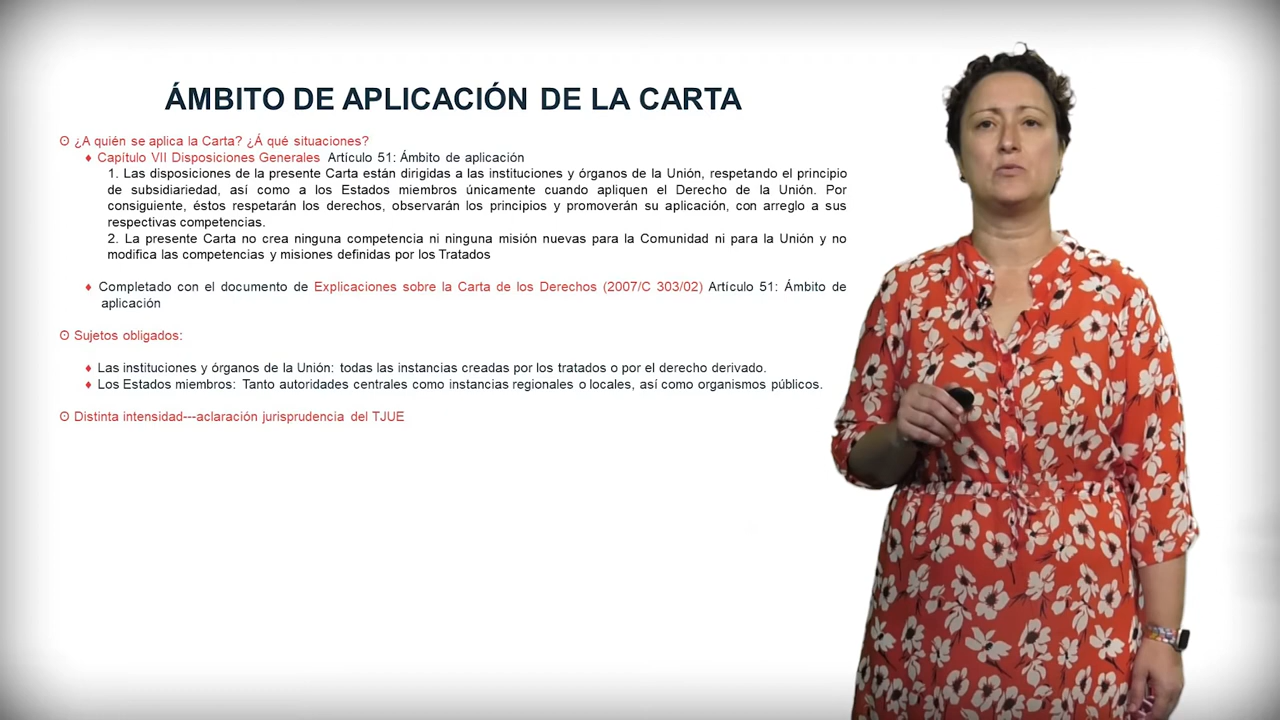 ÁMBITO DE APLICACIÓN DE LA CARTA
¿A quién se aplica la Carta? ¿Á qué situaciones?
Capítulo VII Disposiciones Generales Artículo 51: Ámbito de aplicación
1. Las disposiciones de la presente Carta están dirigidas a las instituciones y órganos de la Unión, respetando el principio
de subsidiariedad, así como a los Estados miembros únicamente cuando apliquen el Derecho de la Unión. Por
consiguiente, éstos respetarán los derechos, observarán los principios y promoverán su aplicación, con arreglo a sus
respectivas competencias.
2. La presente Carta no crea ninguna competencia ni ninguna misión nuevas para la Comunidad ni para la Unión y no
modifica las competencias y misiones definidas por los Tratados
Completado con el documento de Explicaciones sobre la Carta de los Derechos (2007/C 303/02) Artículo 51: Ámbito de
aplicación
Sujetos obligados:
Las instituciones y órganos de la Unión: todas las instancias creadas por los tratados o por el derecho derivado.
Los Estados miembros: Tanto autoridades centrales como instancias regionales o locales, así como organismos públicos.
Distinta intensidad---aclaración jurisprudencia del TJUE